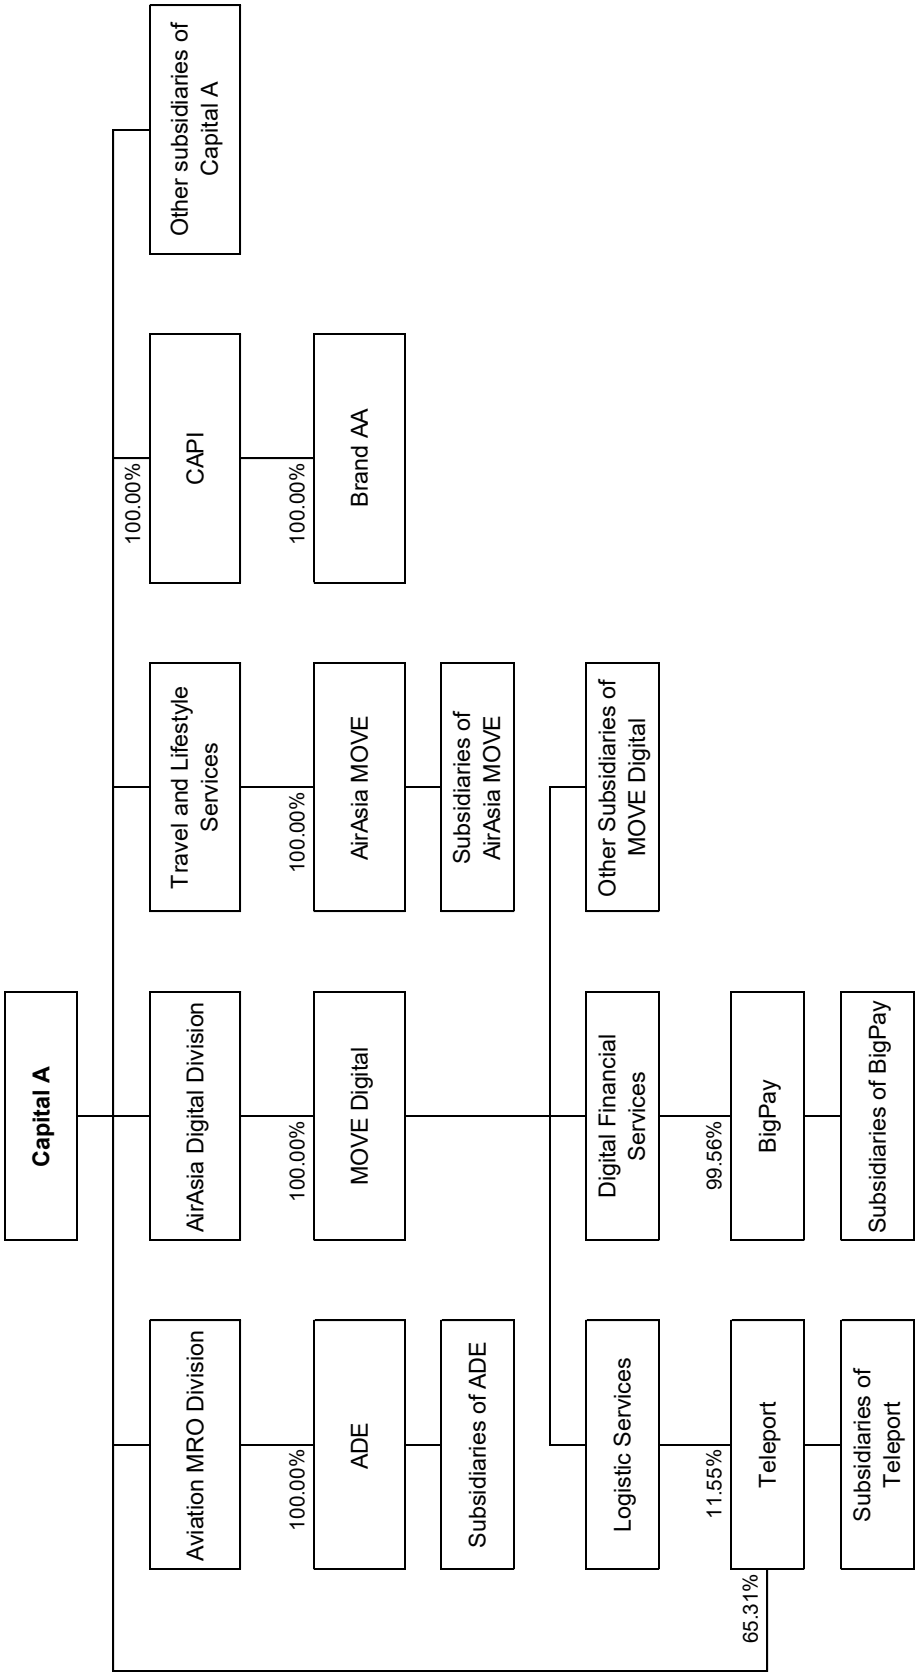 Capital A
Aviation MRO Division
AirAsia Digital Division
Travel and Lifestyle
Services
100.00%
CAPI
Other subsidiaries of
Capital A
100.00%
ADE
100.00%
MOVE Digital
100.00%
AirAsia MOVE
100.00%
Brand AA
Subsidiaries of ADE
Subsidiaries of
AirAsia MOVE
Logistic Services
Digital Financial
Services
Other Subsidiaries of
MOVE Digital
65.31%
11.55%
Teleport
99.56%
BigPay
Subsidiaries of
Teleport
Subsidiaries of BigPay